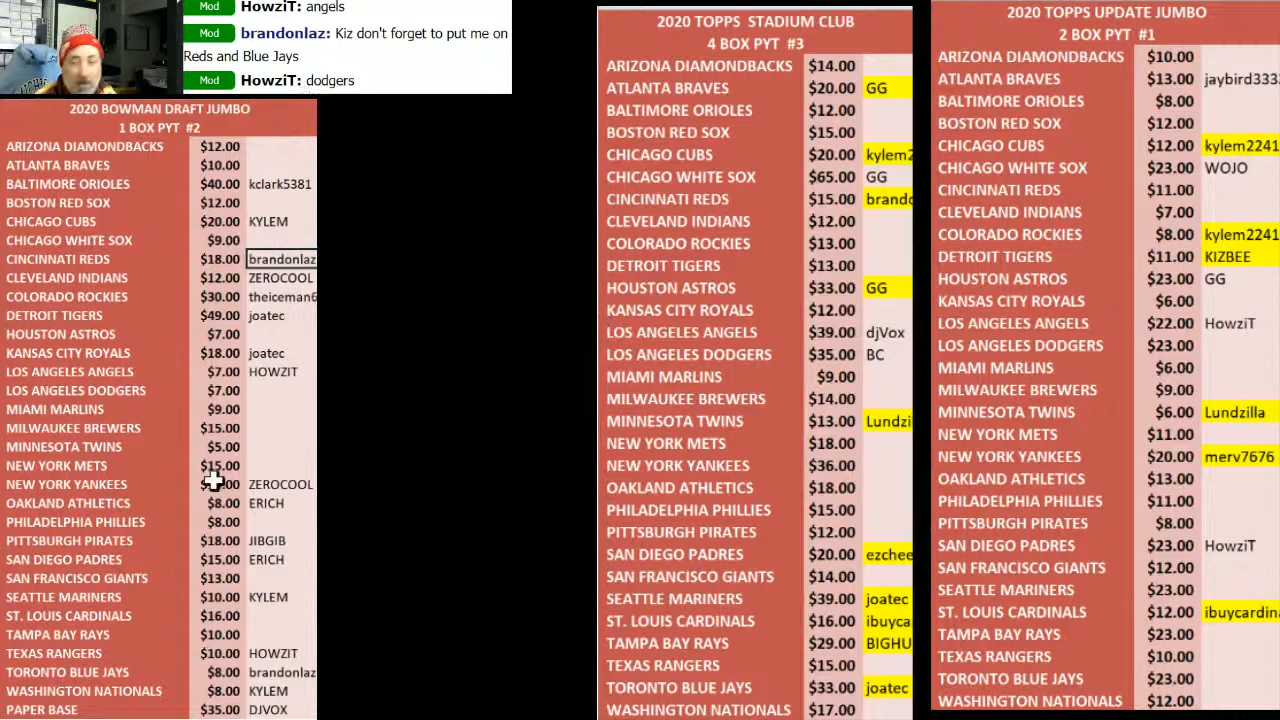 Mod HowziT: angels
Mod brandonlaz: Kiz don't forget to put me on
Reds and Blue Jays
Mod HowziT: dodgers
2020 BOWMAN DRAFT JUMBO
1 BOX PYT #2
ARIZONA DIAMONDBACKS $12.00
ATLANTA BRAVES $10.00
BALTIMORE ORIOLES $40.00 kclark5381
BOSTON RED SOX $12.00
CHICAGO CUBS $20.00 KYLEM
CHICAGO WHITE SOX $9.00
CINCINNATI REDS $18.00 brandonlaz
CLEVELAND INDIANS $12.00 ZEROCOOL
COLORADO ROCKIES $30.00 theiceman6
DETROIT TIGERS $49.00 joatec
HOUSTON ASTROS $7.00
KANSAS CITY ROYALS $18.00 joatec
LOS ANGELES ANGELS $7.00 HOWZIT
LOS ANGELES DODGERS $7.00
MIAMI MARLINS $9.00
MILWAUKEE BREWERS $15.00
MINNESOTA TWINS $5.00
NEW YORK METS $15.00
NEW YORK YANKEES ZEROCOOL
OAKLAND ATHLETICS $8.00 ERICH
PHILADELPHIA PHILLIES $8.00
PITTSBURGH PIRATES $18.00 JIBGIB
SAN DIEGO PADRES $15.00 ERICH
SAN FRANCISCO GIANTS $13.00
SEATTLE MARINERS $10.00 KYLEM
ST. LOUIS CARDINALS $16.00
TAMPA BAY RAYS $10.00
TEXAS RANGERS $10.00 HOWZIT
TORONTO BLUE JAYS $8.00 brandonlaz
WASHINGTON NATIONALS $8.00 KYLEM
PAPER BASE $35.00 DJVOX
2020 TOPPS STADIUM CLUB
4 BOX PYT #3
ARIZONA DIAMONDBACKS $14.00
ATLANTA BRAVES $20.00 GG
BALTIMORE ORIOLES $12.00
BOSTON RED SOX $15.00
CHICAGO CUBS $20.00 kylem2
CHICAGO WHITE SOX $65.00 GG
CINCINNATI REDS $15.00 brando
CLEVELAND INDIANS $12.00
COLORADO ROCKIES $13.00
DETROIT TIGERS $13.00
HOUSTON ASTROS $33.00 GG
KANSAS CITY ROYALS $12.00
LOS ANGELES ANGELS $39.00 djVox
LOS ANGELES DODGERS $35.00 BC
MIAMI MARLINS $9.00
MILWAUKEE BREWERS $14.00
MINNESOTA TWINS $13.00 Lundzi
NEW YORK METS $18.00
NEW YORK YANKEES $36.00
OAKLAND ATHLETICS $18.00
PHILADELPHIA PHILLIES $15.00
PITTSBURGH PIRATES $12.00
SAN DIEGO PADRES $20.00 ezchee
SAN FRANCISCO GIANTS $14.00
SEATTLE MARINERS $39.00 joatec
ST. LOUIS CARDINALS $16.00 ibuyca
TAMPA BAY RAYS $29.00 BIGHU
TEXAS RANGERS $15.00
TORONTO BLUE JAYS $33.00 joatec
WASHINGTON NATIONALS $17.00
2020 TOPPS UPDATE JUMBO
2 BOX PYT #1
ARIZONA DIAMONDBACKS $10.00
ATLANTA BRAVES $13.00 jaybird333
BALTIMORE ORIOLES $8.00
BOSTON RED SOX $12.00
CHICAGO CUBS $12.00 kylem2241
CHICAGO WHITE SOX $23.00 WOJO
CINCINNATI REDS $11.00
CLEVELAND INDIANS $7.00
COLORADO ROCKIES $8.00 kylem2241
DETROIT TIGERS $11.00 KIZBEE
HOUSTON ASTROS $23.00 GG
KANSAS CITY ROYALS $6.00
LOS ANGELES ANGELS $22.00 HowziT
LOS ANGELES DODGERS $23.00
MIAMI MARLINS $6.00
MILWAUKEE BREWERS $9.00
MINNESOTA TWINS $6.00 Lundzilla
NEW YORK METS $11.00
NEW YORK YANKEES $20.00 merv7676
OAKLAND ATHLETICS $13.00
PHILADELPHIA PHILLIES $11.00
PITTSBURGH PIRATES $8.00
SAN DIEGO PADRES $23.00 HowziT
SAN FRANCISCO GIANTS $12.00
SEATTLE MARINERS $23.00
ST. LOUIS CARDINALS $12.00 ibuycardin
TAMPA BAY RAYS $23.00
TEXAS RANGERS $10.00
TORONTO BLUE JAYS $23.00
WASHINGTON NATIONALS $12.00